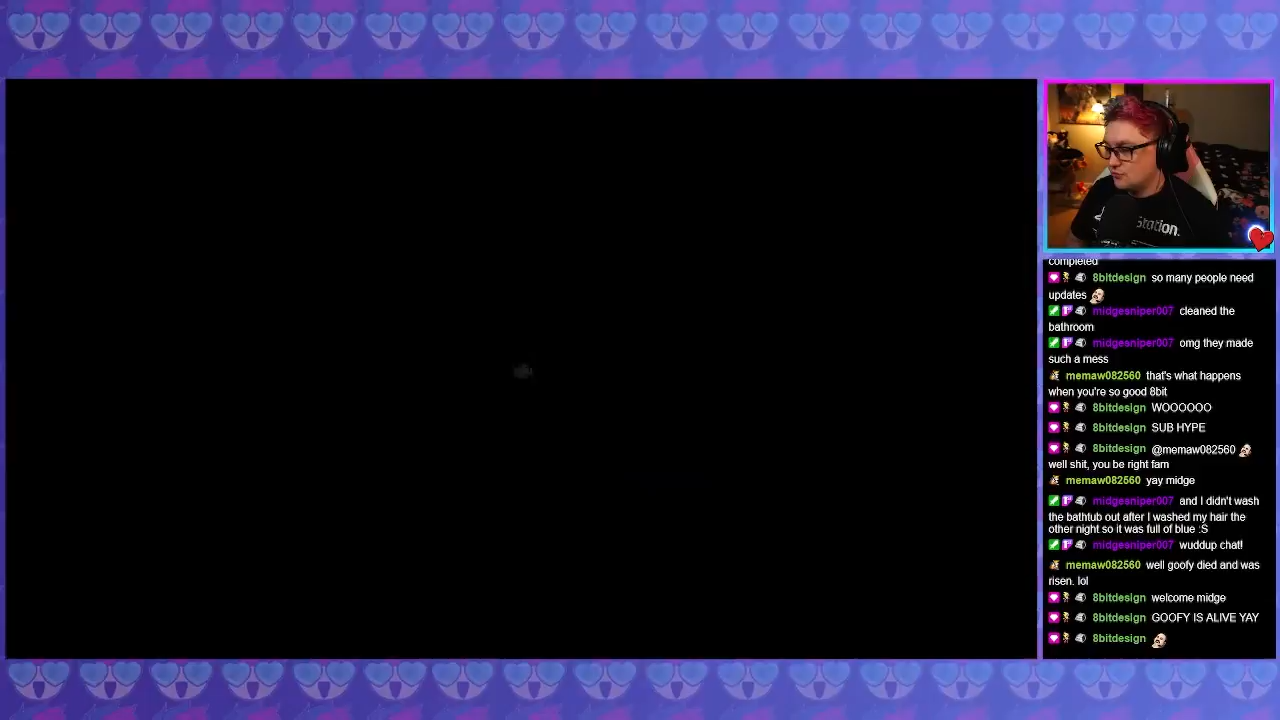 Station.
completed
8bitdesign so many people need
updates
midgesniper007 cleaned the
bathroom
midgesniper007 omg they made
such a mess
memaw082560 that's what happens
when you're so good 8bit
8bitdesign WOOOOOO
8bitdesign SUB HYPE
8bitdesign @memaw082560
well shit, you be right fam
memaw082560 yay midge
midgesniper007 and I didn't wash
the bathtub out after I washed my hair the
other night so it was full of blue :S
midgesniper007 wuddup chat!
memaw082560 well goofy died and was
risen. lol
8bitdesign welcome midge
8bitdesign GOOFY IS ALIVE YAY
8bitdesign